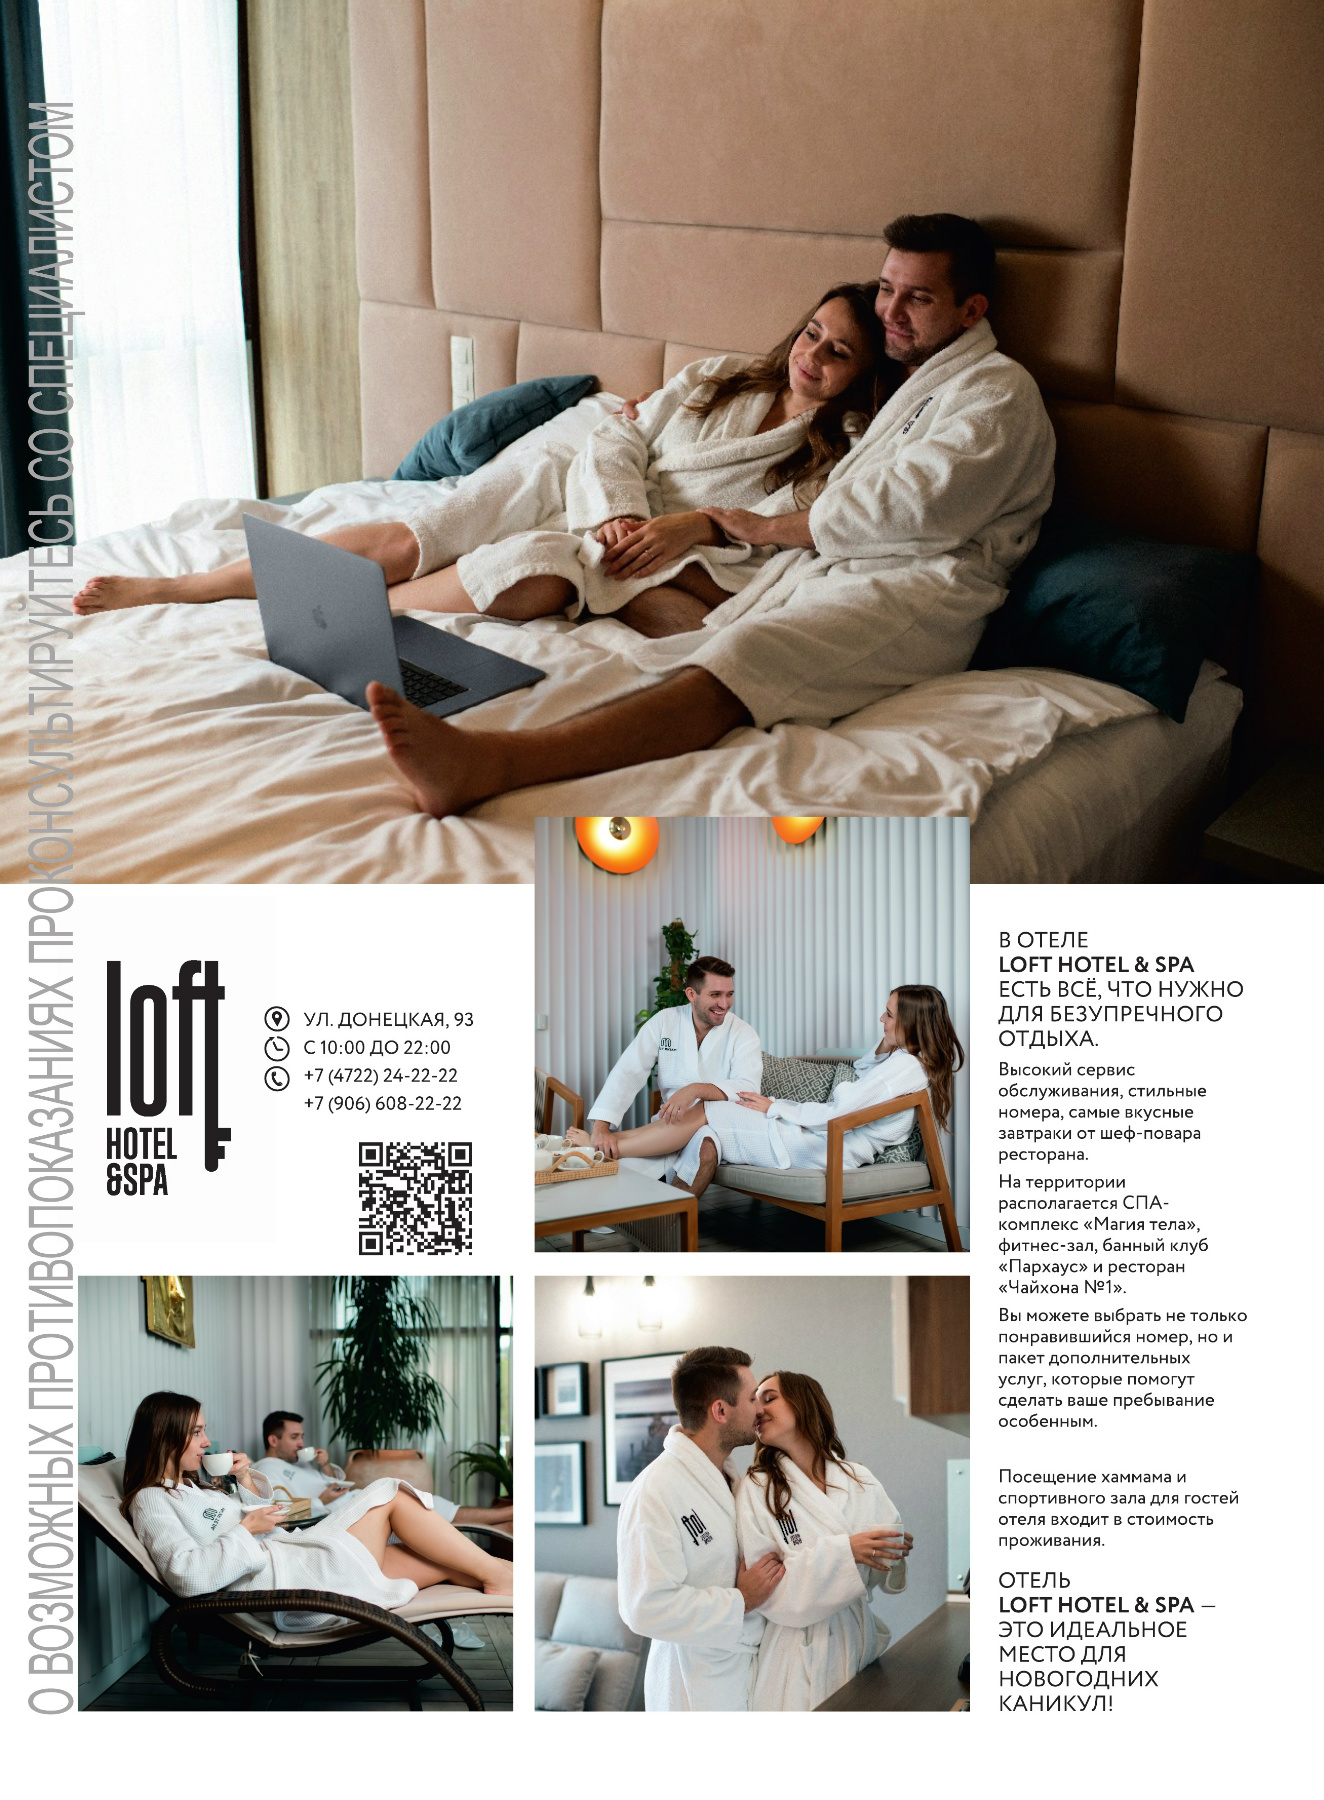 О ВОЗМОЖНЫХ ПРОТИВОПОКАЗАНИЯХ ПРОКОНСУЛЬТИРУЙТЕСЬ СО СПЕЦИАЛИСТОМ
loft
HOTEL
&SPA
УЛ. ДОНЕЦКАЯ, 93
С 10:00 ДО 22:00
+7 (4722) 24-22-22
+7 (906) 608-22-22
В ОТЕЛЕ
LOFT HOTEL & SPA
ЕСТЬ ВСЁ, ЧТО НУЖНО
ДЛЯ БЕЗУПРЕЧНОГО
ОТДЫХА.
Высокий сервис
обслуживания, стильные
номера, самые вкусные
завтраки от шеф-повара
ресторана.
На территории
располагается СПА-
комплекс «Магия тела»,
фитнес-зал, банный клуб
«Пархаус» и ресторан
«Чайхона №1».
Вы можете выбрать не только
понравившийся номер, но и
пакет дополнительных
услуг, которые помогут
сделать ваше пребывание
особенным.
Посещение хаммама и
спортивного зала для гостей
отеля входит в стоимость
проживания.
ОТЕЛЬ
LOFT HOTEL & SPA —
ЭТО ИДЕАЛЬНОЕ
МЕСТО ДЛЯ
НОВОГОДНИХ
КАНИКУЛ!
loft
loft